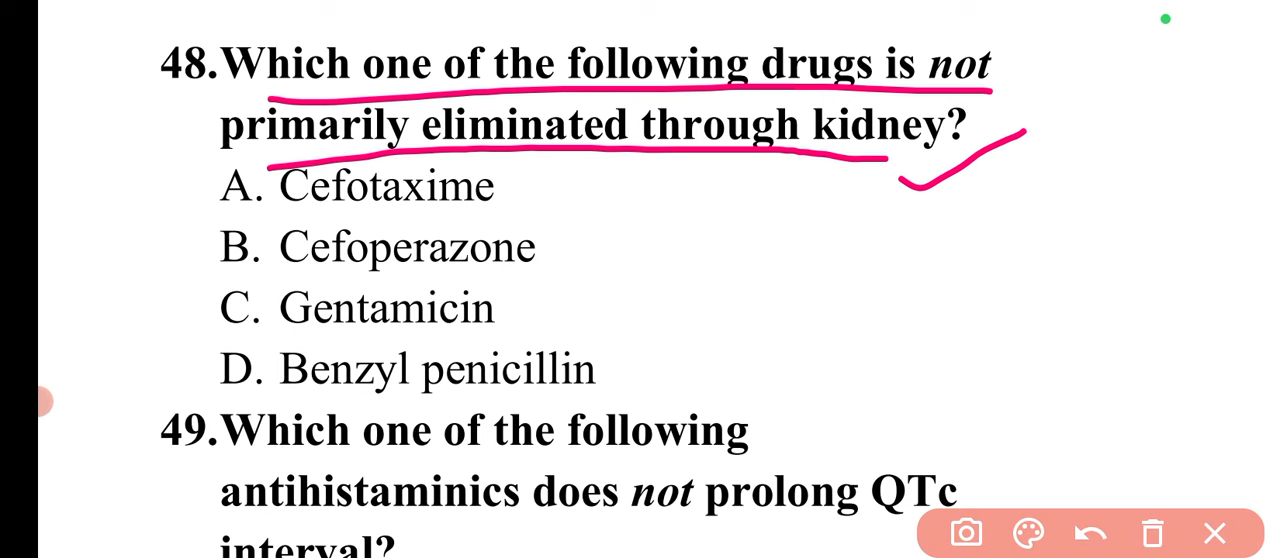 48.Which one of the following drugs is not
primarily eliminated through kidney?
A. Cefotaxime
B. Cefoperazone
C. Gentamicin
D. Benzyl penicillin
49.Which one of the following
antihistaminics does not prolong QTc
interval?